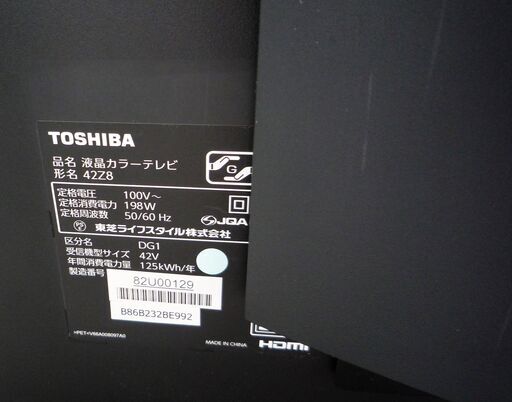 TOSHIBA
品名 液晶カラーテレビ
形名 42Z8
定格電圧 100V～
定格消費電力 198W
定格周波数 50/60 Hz
JQA
東芝ライフスタイル株式会社
区分名 DG1
受信機型サイズ 42V
年間消費電力量 125kWh/年
製造番号
82U00129
B86B232BE992
>PET<V66A008097A0
MADE IN CHINA
HDMI
G